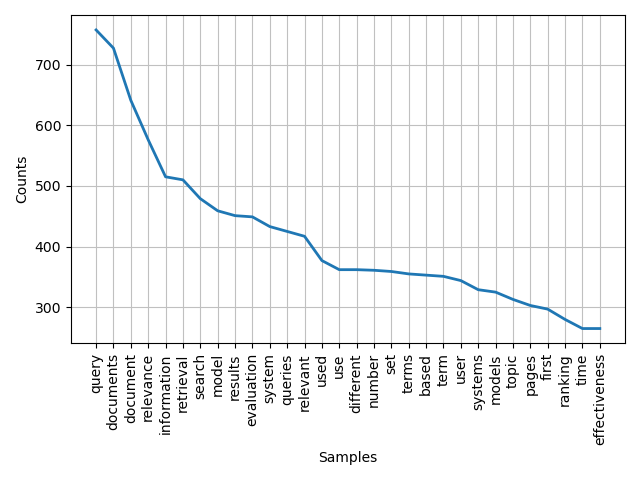 700
600
500
400
300
Counts
query
documents
document
relevance
information
retrieval
search
model
results
evaluation
system
queries
relevant
used
use
different
number
set
terms
based
term
user
systems
models
topic
pages
first
ranking
time
effectiveness
Samples